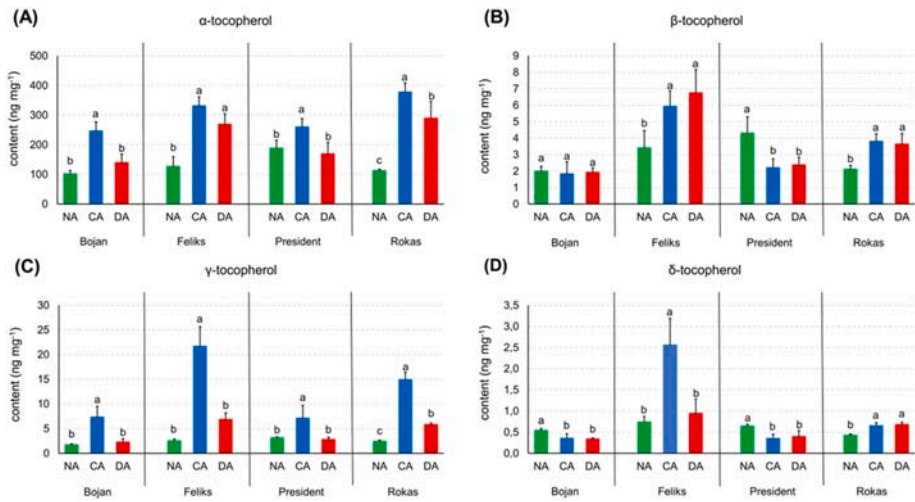 (A)
α-tocopherol
content (ng mg⁻¹)
500
400
300
200
100
0
b a b b a a b a b c a b
NA CA DA NA CA DA NA CA DA NA CA DA
Bojan Feliks President Rokas
(B)
β-tocopherol
content (ng mg⁻¹)
9
8
7
6
5
4
3
2
1
0
a a a b a a a b b b a a
NA CA DA NA CA DA NA CA DA NA CA DA
Bojan Feliks President Rokas
(C)
γ-tocopherol
content (ng mg⁻¹)
30
25
20
15
10
5
0
b a b b a b b a b c a b
NA CA DA NA CA DA NA CA DA NA CA DA
Bojan Feliks President Rokas
(D)
δ-tocopherol
content (ng mg⁻¹)
3,5
3,0
2,5
2,0
1,5
1,0
0,5
0,0
a b b b a b a b b b a a
NA CA DA NA CA DA NA CA DA NA CA DA
Bojan Feliks President Rokas